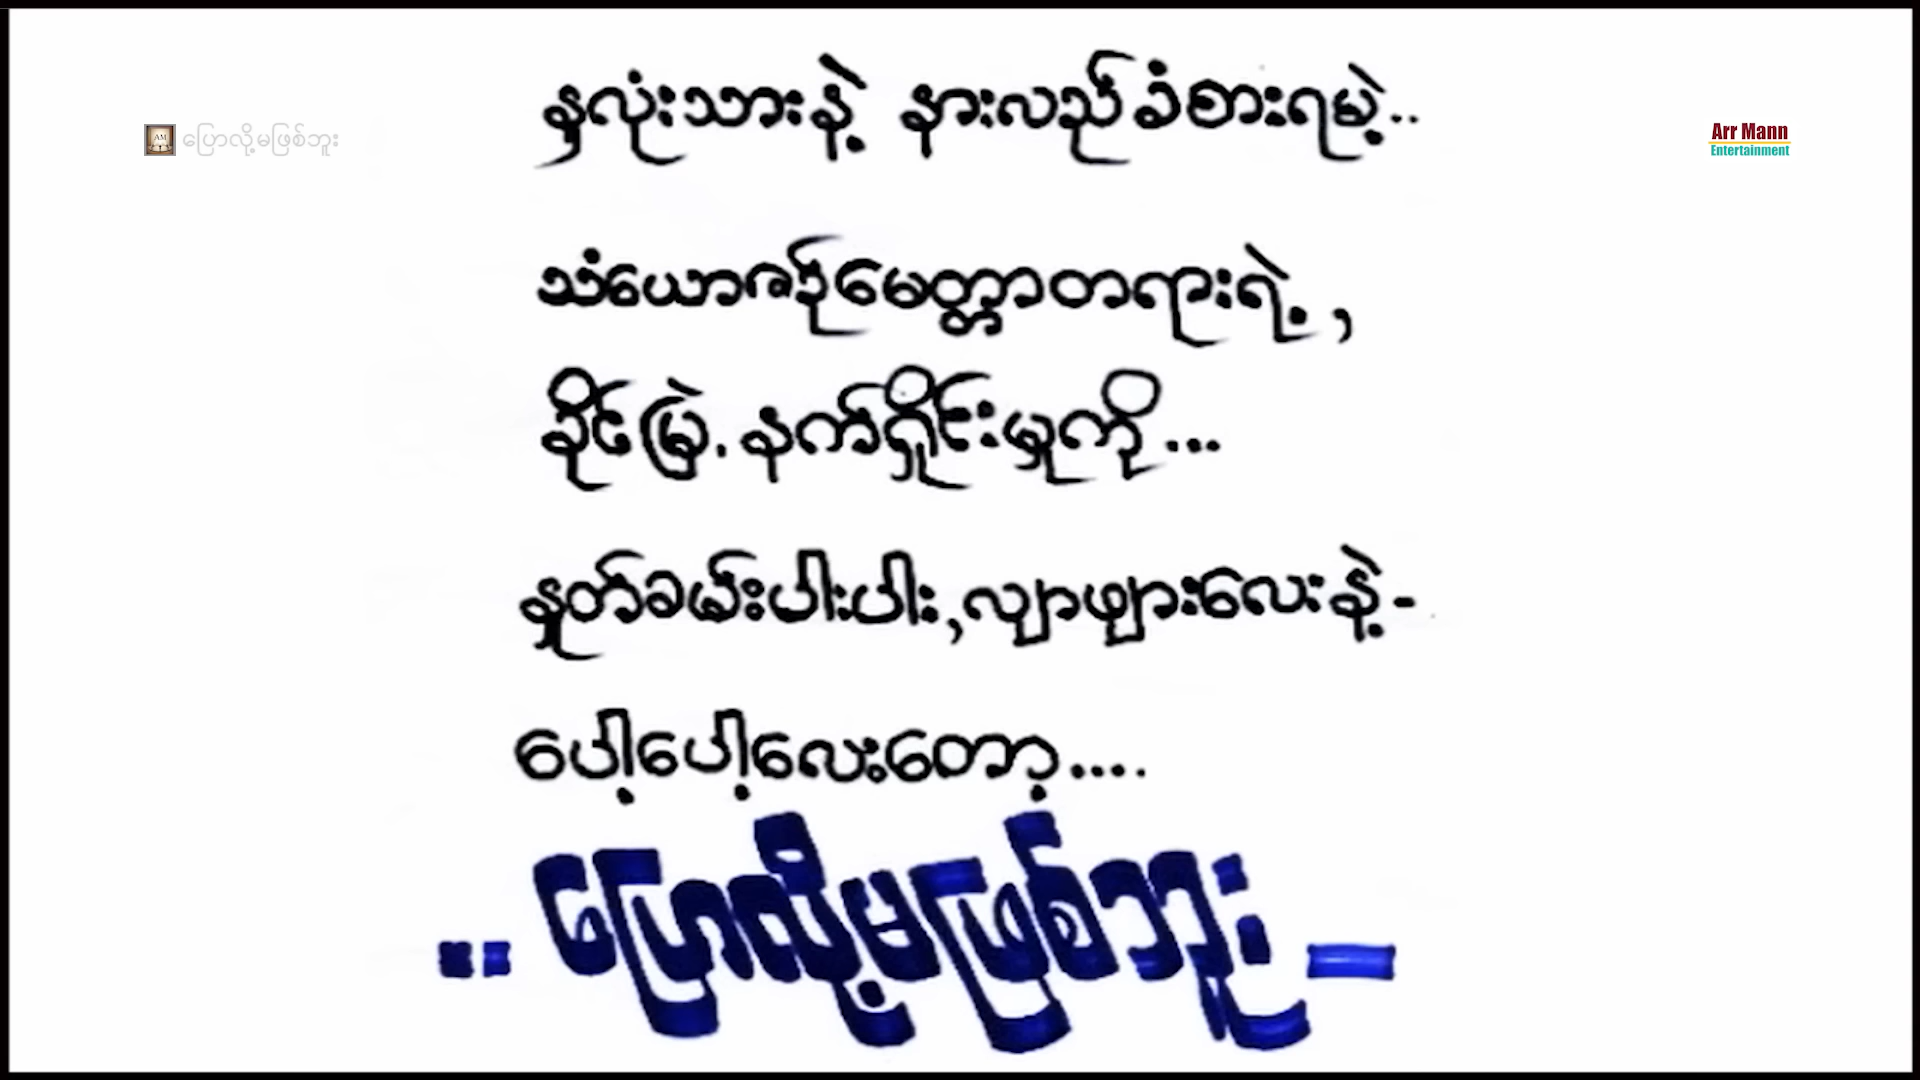 နှလုံးသားနဲ့ နားလည်ခံစားရမဲ့..
ပြောလို့မဖြစ်ဘူး
Arr Mann
Entertainment
သံယောဇဉ်မေတ္တာတရားရဲ့ ,
ခိုင်မြဲ. နက်ရှိုင်းမှုကို ...
နှုတ်ခမ်းပါးပါး , လျာဖျားလေးနဲ့ -
ပေါ့ပေါ့လေးတော့ ....
.. ပြောလို့မဖြစ်ဘူး —